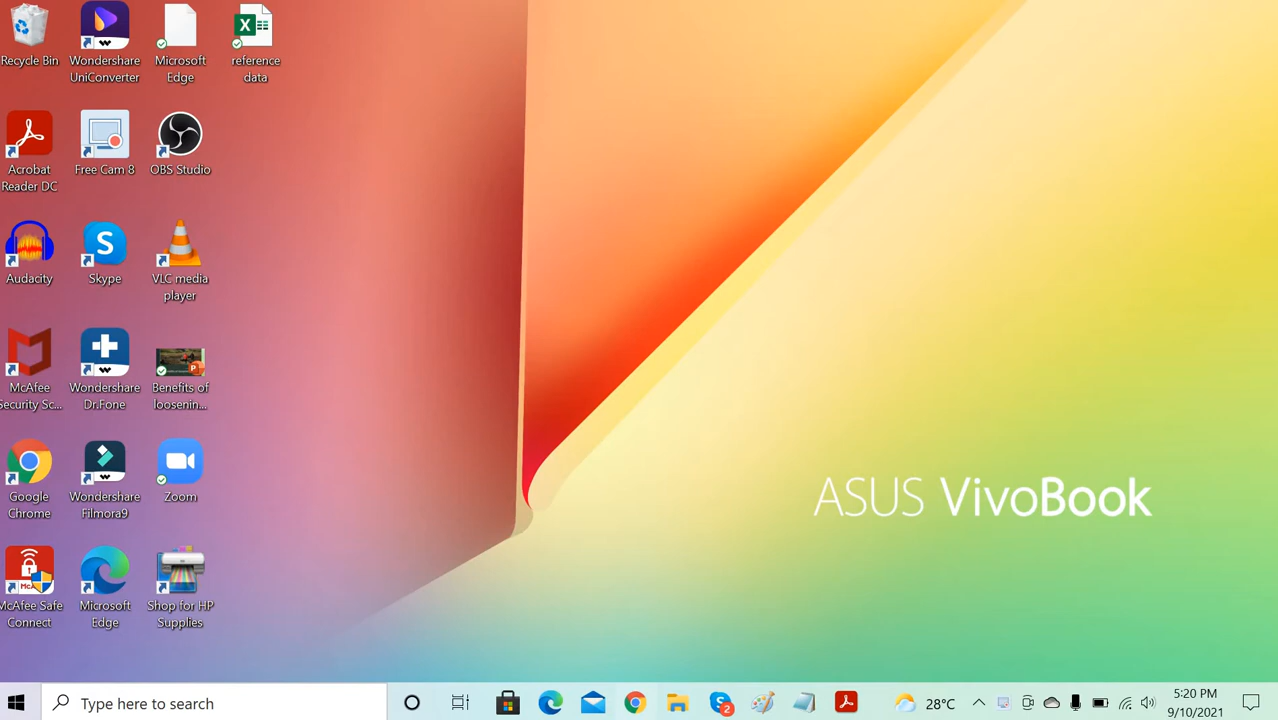 Recycle Bin
Wondershare
UniConverter
Microsoft
Edge
reference
data
Acrobat
Reader DC
Free Cam 8
OBS Studio
Audacity
Skype
VLC media
player
McAfee
Security Sc...
Wondershare
Dr.Fone
Benefits of
loosenin...
Google
Chrome
Wondershare
Filmora9
Zoom
McAfee Safe
Connect
Microsoft
Edge
Shop for HP
Supplies
ASUS VivoBook
Type here to search
2
28°C
5:20 PM
9/10/2021